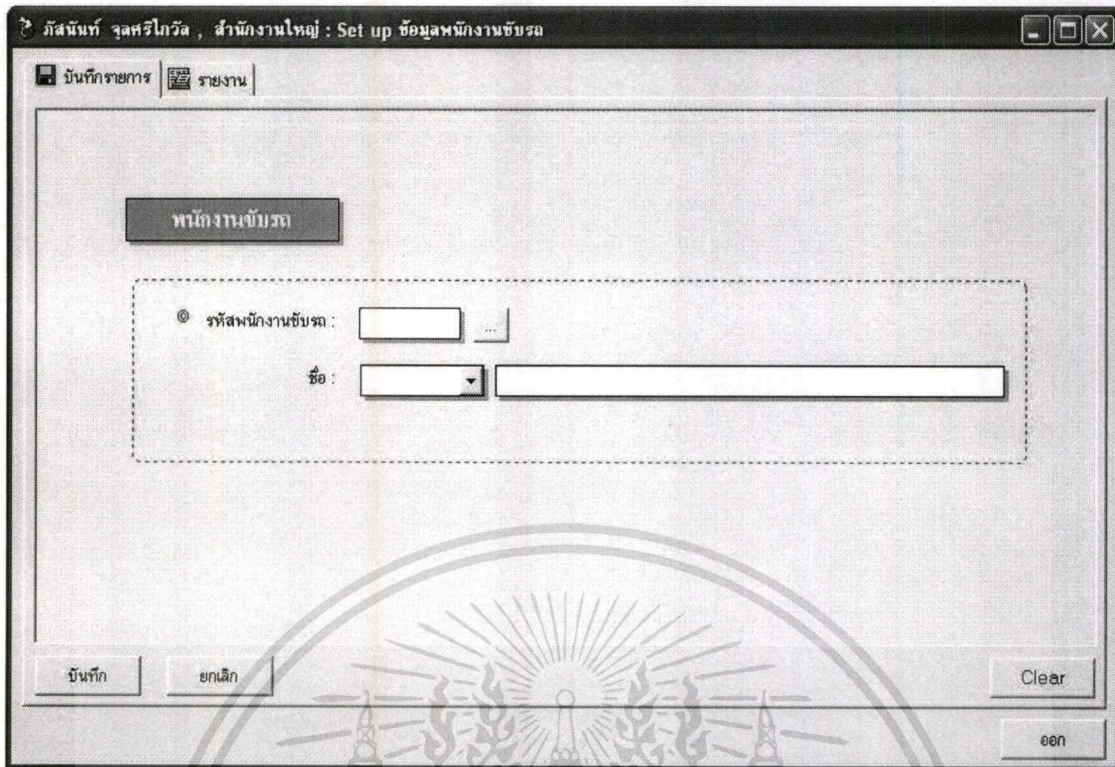 ภัสนันท์ จุลศรีไกวัล , สำนักงานใหญ่ : Set up ข้อมูลพนักงานขับรถ
บันทึกรายการ รายงาน
พนักงานขับรถ
รหัสพนักงานขับรถ : ...
ชื่อ :
บันทึก ยกเลิก Clear
ออก